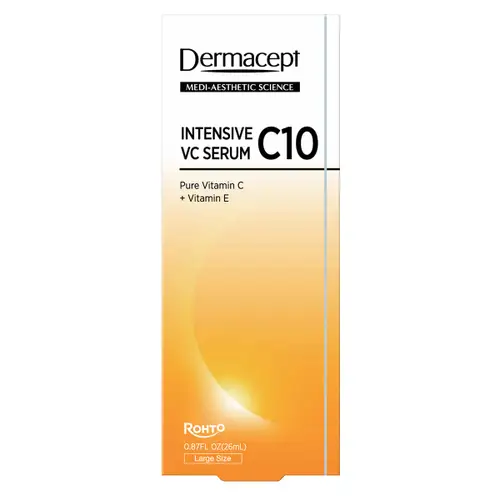 Dermacept
MEDI-AESTHETIC SCIENCE
INTENSIVE
VC SERUM C10
Pure Vitamin C
+ Vitamin E
ROHTO
0.87FL OZ(26mL)
Large Size